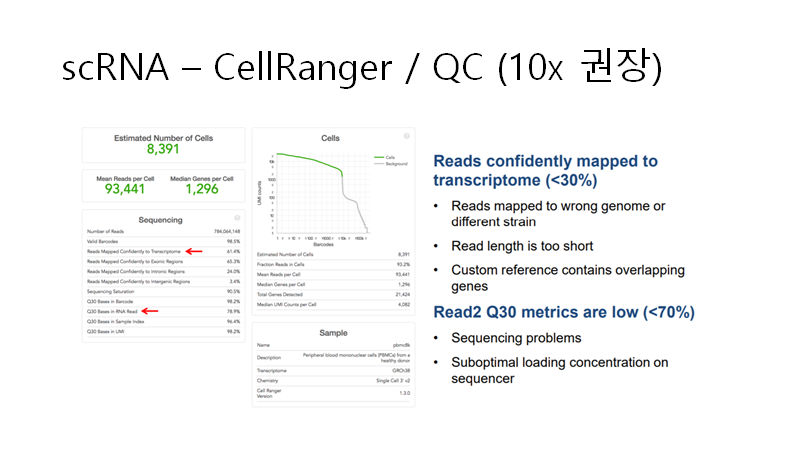 scRNA – CellRanger / QC (10x 권장)
Estimated Number of Cells
8,391
Mean Reads per Cell
93,441
Median Genes per Cell
1,296
Sequencing
Number of Reads 784,064,148
Valid Barcodes 98.5%
Reads Mapped Confidently to Transcriptome 61.4%
Reads Mapped Confidently to Exonic Regions 65.3%
Reads Mapped Confidently to Intronic Regions 24.0%
Reads Mapped Confidently to Intergenic Regions 3.4%
Sequencing Saturation 90.5%
Q30 Bases in Barcode 98.2%
Q30 Bases in RNA Read 78.9%
Q30 Bases in Sample Index 96.4%
Q30 Bases in UMI 98.2%
Cells
Cells
Background
UMI counts
Barcodes
Estimated Number of Cells 8,391
Fraction Reads in Cells 93.2%
Mean Reads per Cell 93,441
Median Genes per Cell 1,296
Total Genes Detected 21,424
Median UMI Counts per Cell 4,082
Sample
Name pbmc8k
Description Peripheral blood mononuclear cells (PBMCs) from a
healthy donor
Transcriptome GRCh38
Chemistry Single Cell 3' v2
Cell Ranger
Version 1.3.0
Reads confidently mapped to
transcriptome (<30%)
• Reads mapped to wrong genome or
different strain
• Read length is too short
• Custom reference contains overlapping
genes
Read2 Q30 metrics are low (<70%)
• Sequencing problems
• Suboptimal loading concentration on
sequencer